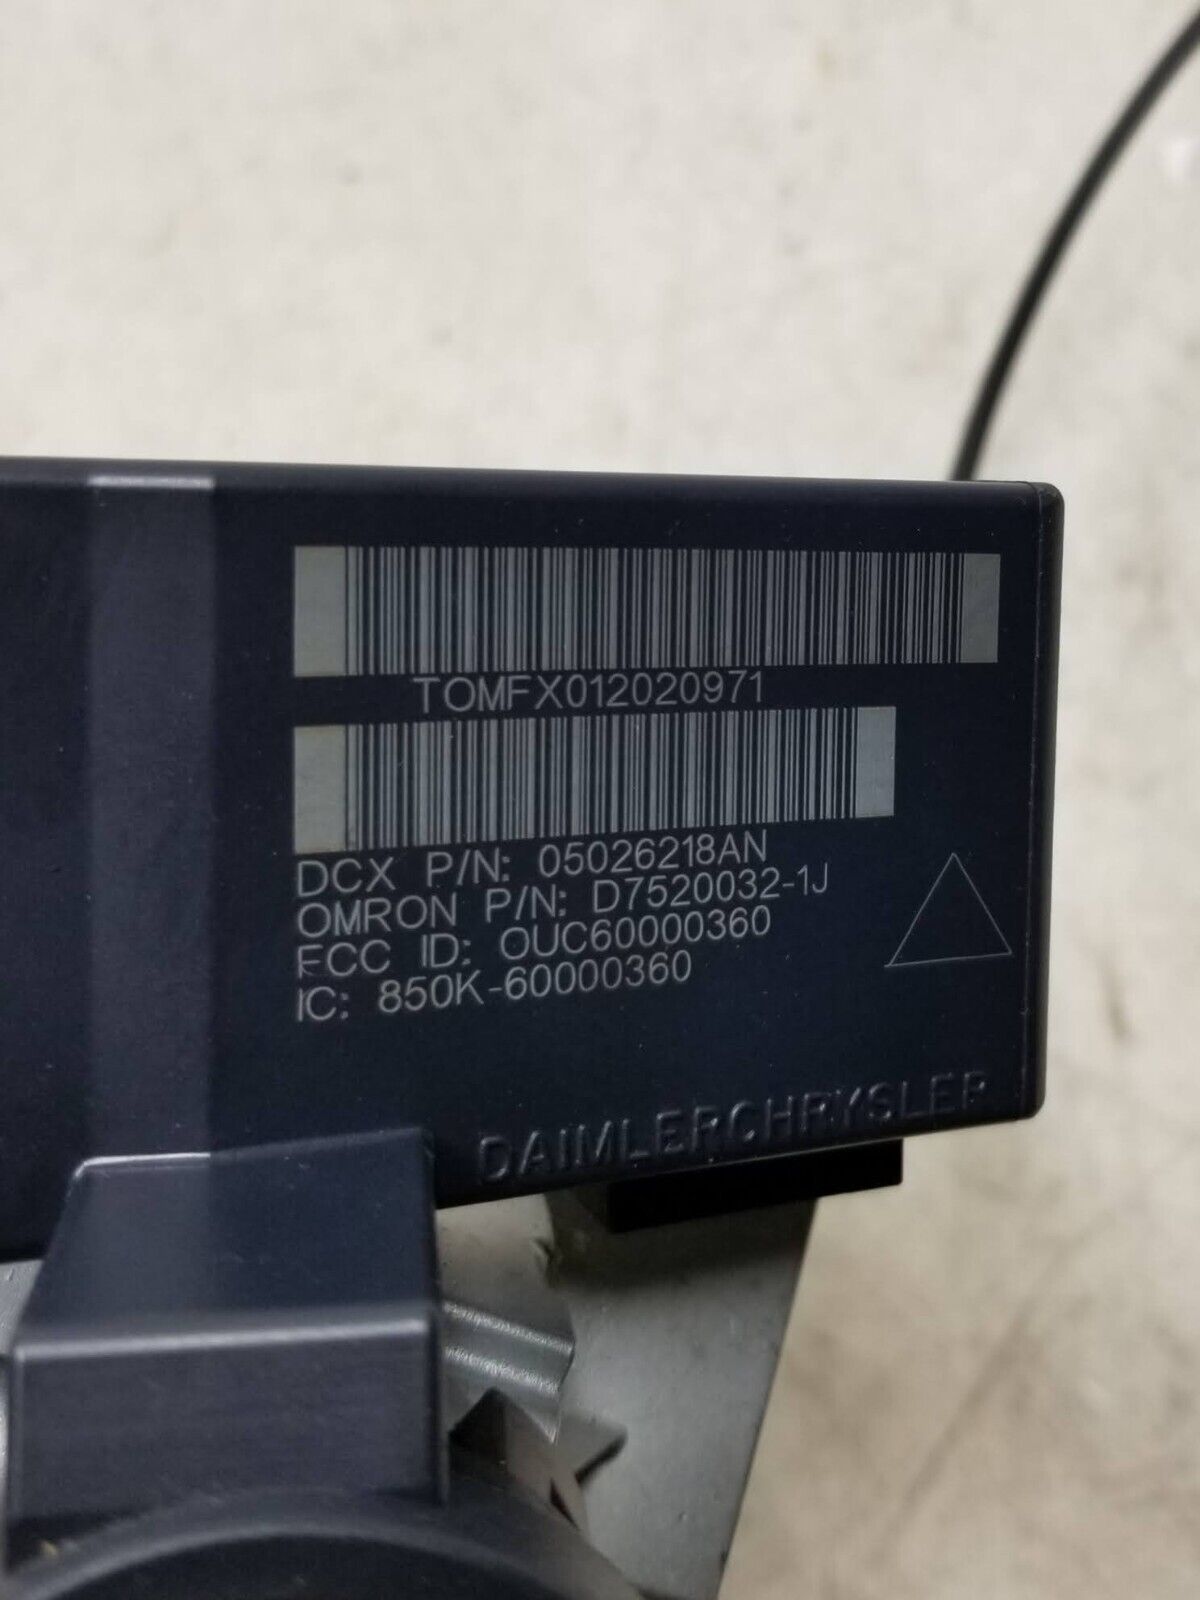 TOMFX012020971
DCX P/N: 05026218AN
OMRON P/N: D7520032-1J
FCC ID: OUC60000360
IC: 850K-60000360
DAIMLERCHRYSLER